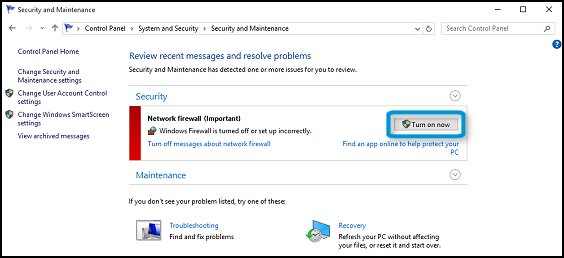 Security and Maintenance
Control Panel > System and Security > Security and Maintenance
Search Control Panel
Control Panel Home
Change Security and
Maintenance settings
Change User Account Control
settings
Change Windows SmartScreen
settings
View archived messages
Review recent messages and resolve problems
Security and Maintenance has detected one or more issues for you to review.
Security
Network firewall (Important)
Windows Firewall is turned off or set up incorrectly.
Turn on now
Turn off messages about network firewall
Find an app online to help protect your
PC
Maintenance
If you don't see your problem listed, try one of these:
Troubleshooting
Find and fix problems
Recovery
Refresh your PC without affecting
your files, or reset it and start over.